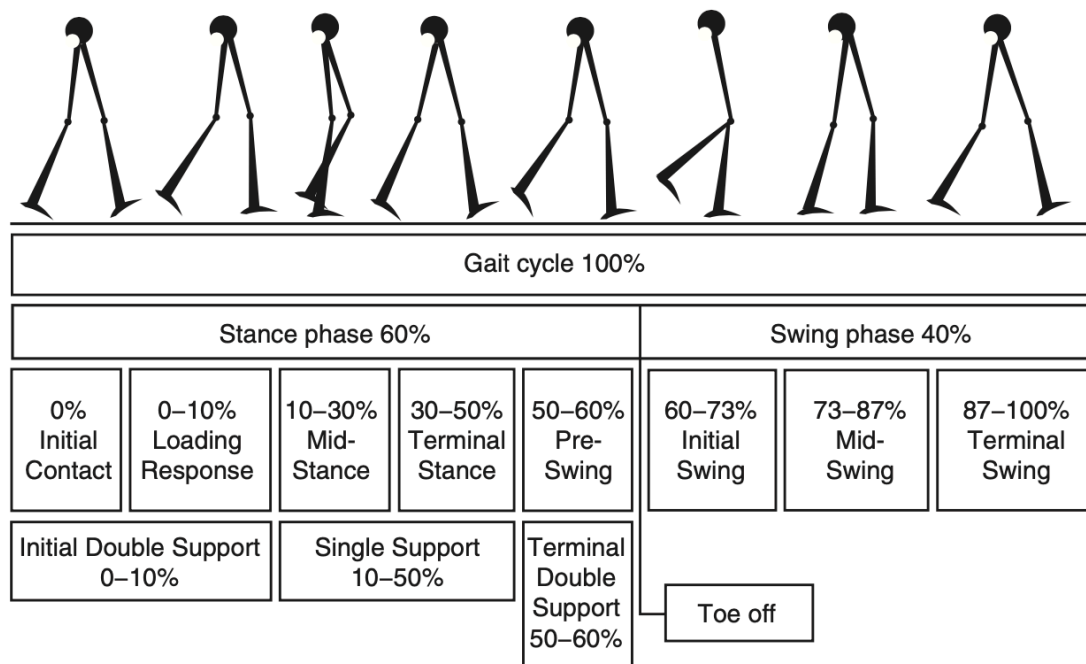 Gait cycle 100%
Stance phase 60%
Swing phase 40%
0%
Initial
Contact
0–10%
Loading
Response
10–30%
Mid-
Stance
30–50%
Terminal
Stance
50–60%
Pre-
Swing
60–73%
Initial
Swing
73–87%
Mid-
Swing
87–100%
Terminal
Swing
Initial Double Support
0–10%
Single Support
10–50%
Terminal
Double
Support
50–60%
Toe off